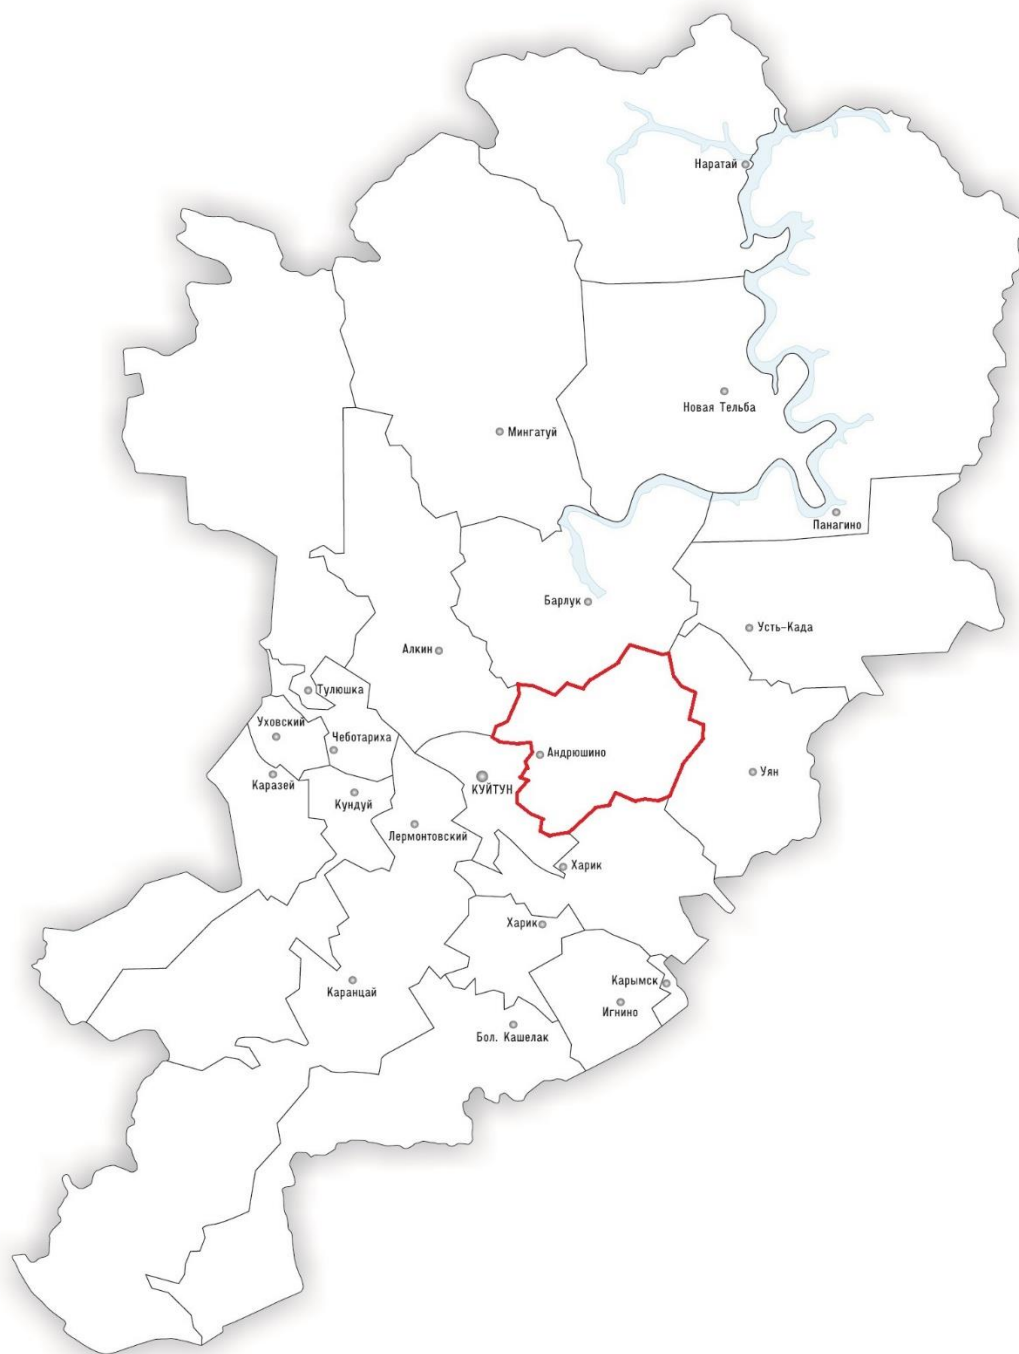 Наратай
Новая Тельба
Мингатуй
Панагино
Барлук
Усть-Када
Алкин
Тулюшка
Уховский
Чеботариха
Андрюшино
Уян
Каразей
КУЙТУН
Кундуй
Лермонтовский
Харик
Харик
Карымск
Каранцай
Игнино
Бол. Кашелак